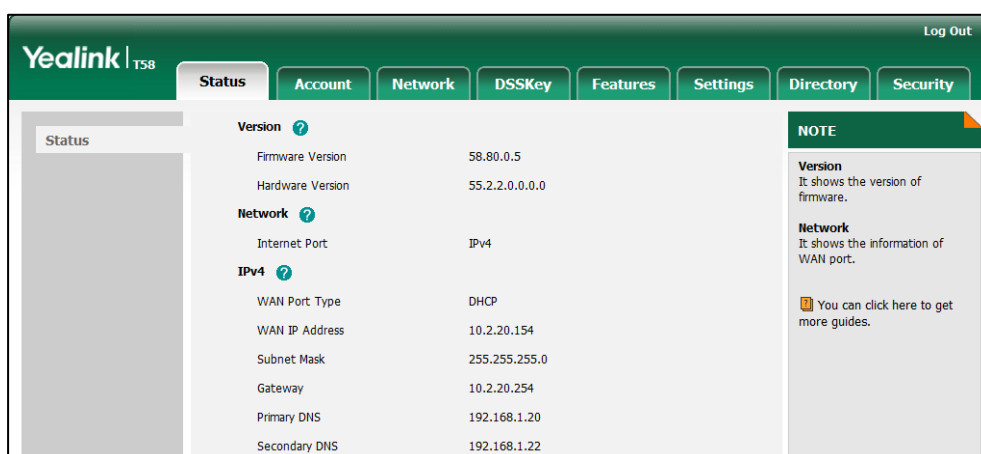 Log Out
Yealink | T58
Status Account Network DSSKey Features Settings Directory Security
Status
Version ?
Firmware Version 58.80.0.5
Hardware Version 55.2.2.0.0.0.0
Network ?
Internet Port IPv4
IPv4 ?
WAN Port Type DHCP
WAN IP Address 10.2.20.154
Subnet Mask 255.255.255.0
Gateway 10.2.20.254
Primary DNS 192.168.1.20
Secondary DNS 192.168.1.22
NOTE
Version
It shows the version of
firmware.
Network
It shows the information of
WAN port.
? You can click here to get
more guides.